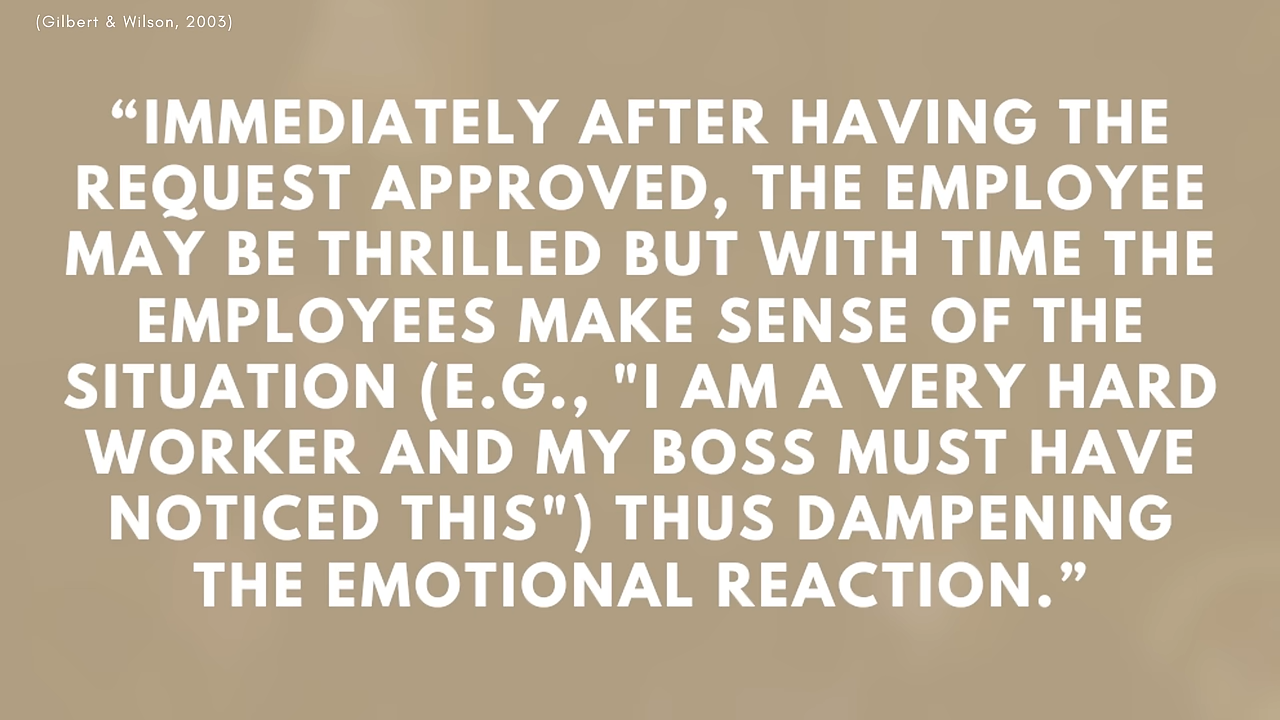 (Gilbert & Wilson, 2003)
“IMMEDIATELY AFTER HAVING THE
REQUEST APPROVED, THE EMPLOYEE
MAY BE THRILLED BUT WITH TIME THE
EMPLOYEES MAKE SENSE OF THE
SITUATION (E.G., "I AM A VERY HARD
WORKER AND MY BOSS MUST HAVE
NOTICED THIS") THUS DAMPENING
THE EMOTIONAL REACTION.”